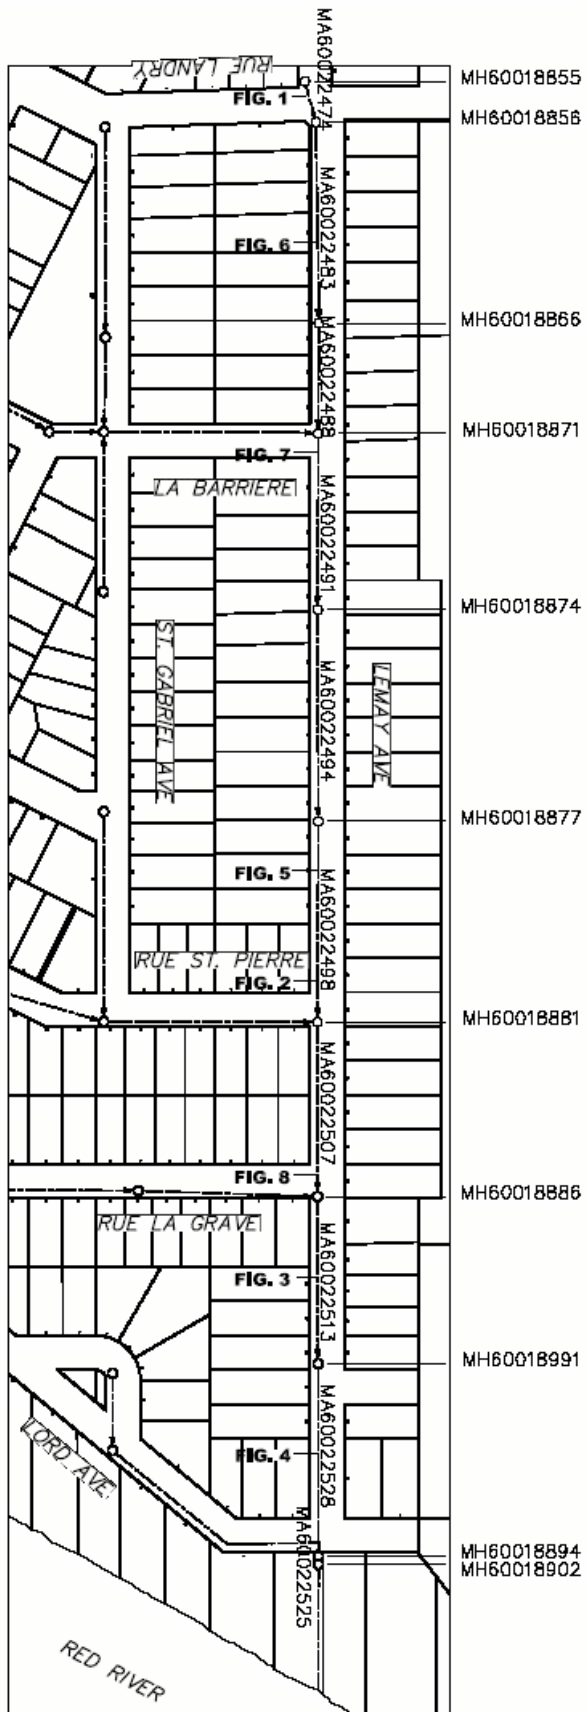 RUE LANDRY
MA60022474
MH60018855
FIG. 1
MH60018856
MA60022483
FIG. 6
MH60018866
MA60022488
MH60018871
FIG. 7
LA BARRIERE
MA60022491
MH60018874
ST. GABRIEL AVE
MA60022494
LEMAY AVE
MH60018877
FIG. 5
MA60022498
RUE ST. PIERRE
FIG. 2
MH60018881
MA60022507
FIG. 8
MH60018886
RUE LA GRAVE
MA60022513
FIG. 3
MH60018991
MA60022528
FIG. 4
LORD AVE
MA60022525
MH60018894
MH60018902
RED RIVER